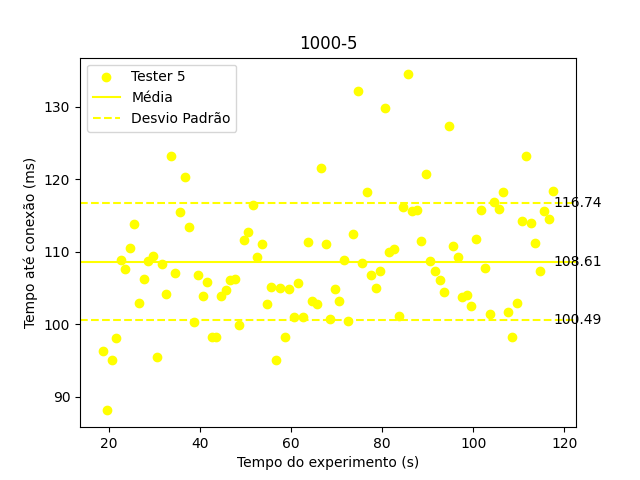 1000-5
Tester 5
Média
Desvio Padrão
130
120
110
100
90
Tempo até conexão (ms)
116.74
108.61
100.49
20 40 60 80 100 120
Tempo do experimento (s)